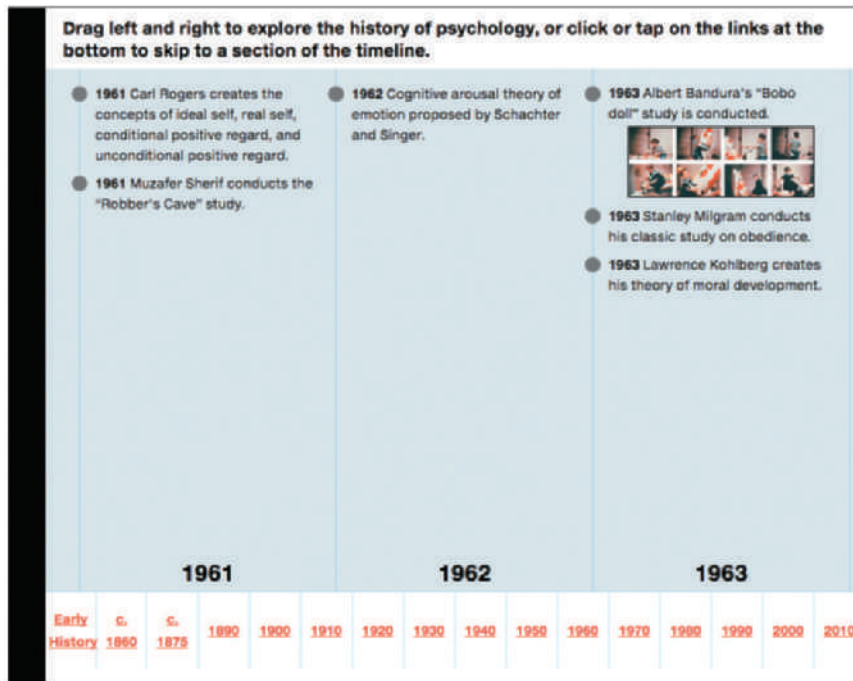 Drag left and right to explore the history of psychology, or click or tap on the links at the
bottom to skip to a section of the timeline.
1961 Carl Rogers creates the
concepts of ideal self, real self,
conditional positive regard, and
unconditional positive regard.
1961 Muzafer Sherif conducts the
"Robber's Cave" study.
1962 Cognitive arousal theory of
emotion proposed by Schachter
and Singer.
1963 Albert Bandura's "Bobo
doll" study is conducted.
1963 Stanley Milgram conducts
his classic study on obedience.
1963 Lawrence Kohlberg creates
his theory of moral development.
1961 1962 1963
Early c. c.
History 1860 1875 1890 1900 1910 1920 1930 1940 1950 1960 1970 1980 1990 2000 2010